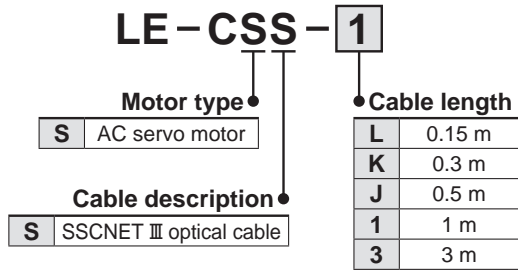 LE－CSS－1
Motor type
S AC servo motor
Cable description
S SSCNET Ⅲ optical cable
Cable length
L 0.15 m
K 0.3 m
J 0.5 m
1 1 m
3 3 m